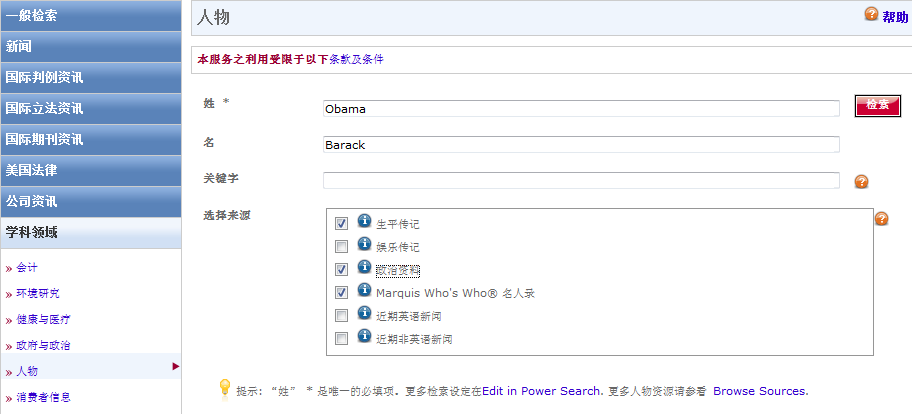 一般检索
新闻
国际判例资讯
国际立法资讯
国际期刊资讯
美国法律
公司资讯
学科领域
» 会计
» 环境研究
» 健康与医疗
» 政府与政治
» 人物
» 消费者信息
人物
? 帮助
本服务之利用受限于以下条款及条件
姓 * Obama 检索
名 Barack
关键字 ?
选择来源 ?
生平传记
娱乐传记
政治资料
Marquis Who's Who® 名人录
近期英语新闻
近期非英语新闻
提示: “姓” * 是唯一的必填项. 更多检索设定在Edit in Power Search. 更多人物资源请参看 Browse Sources.